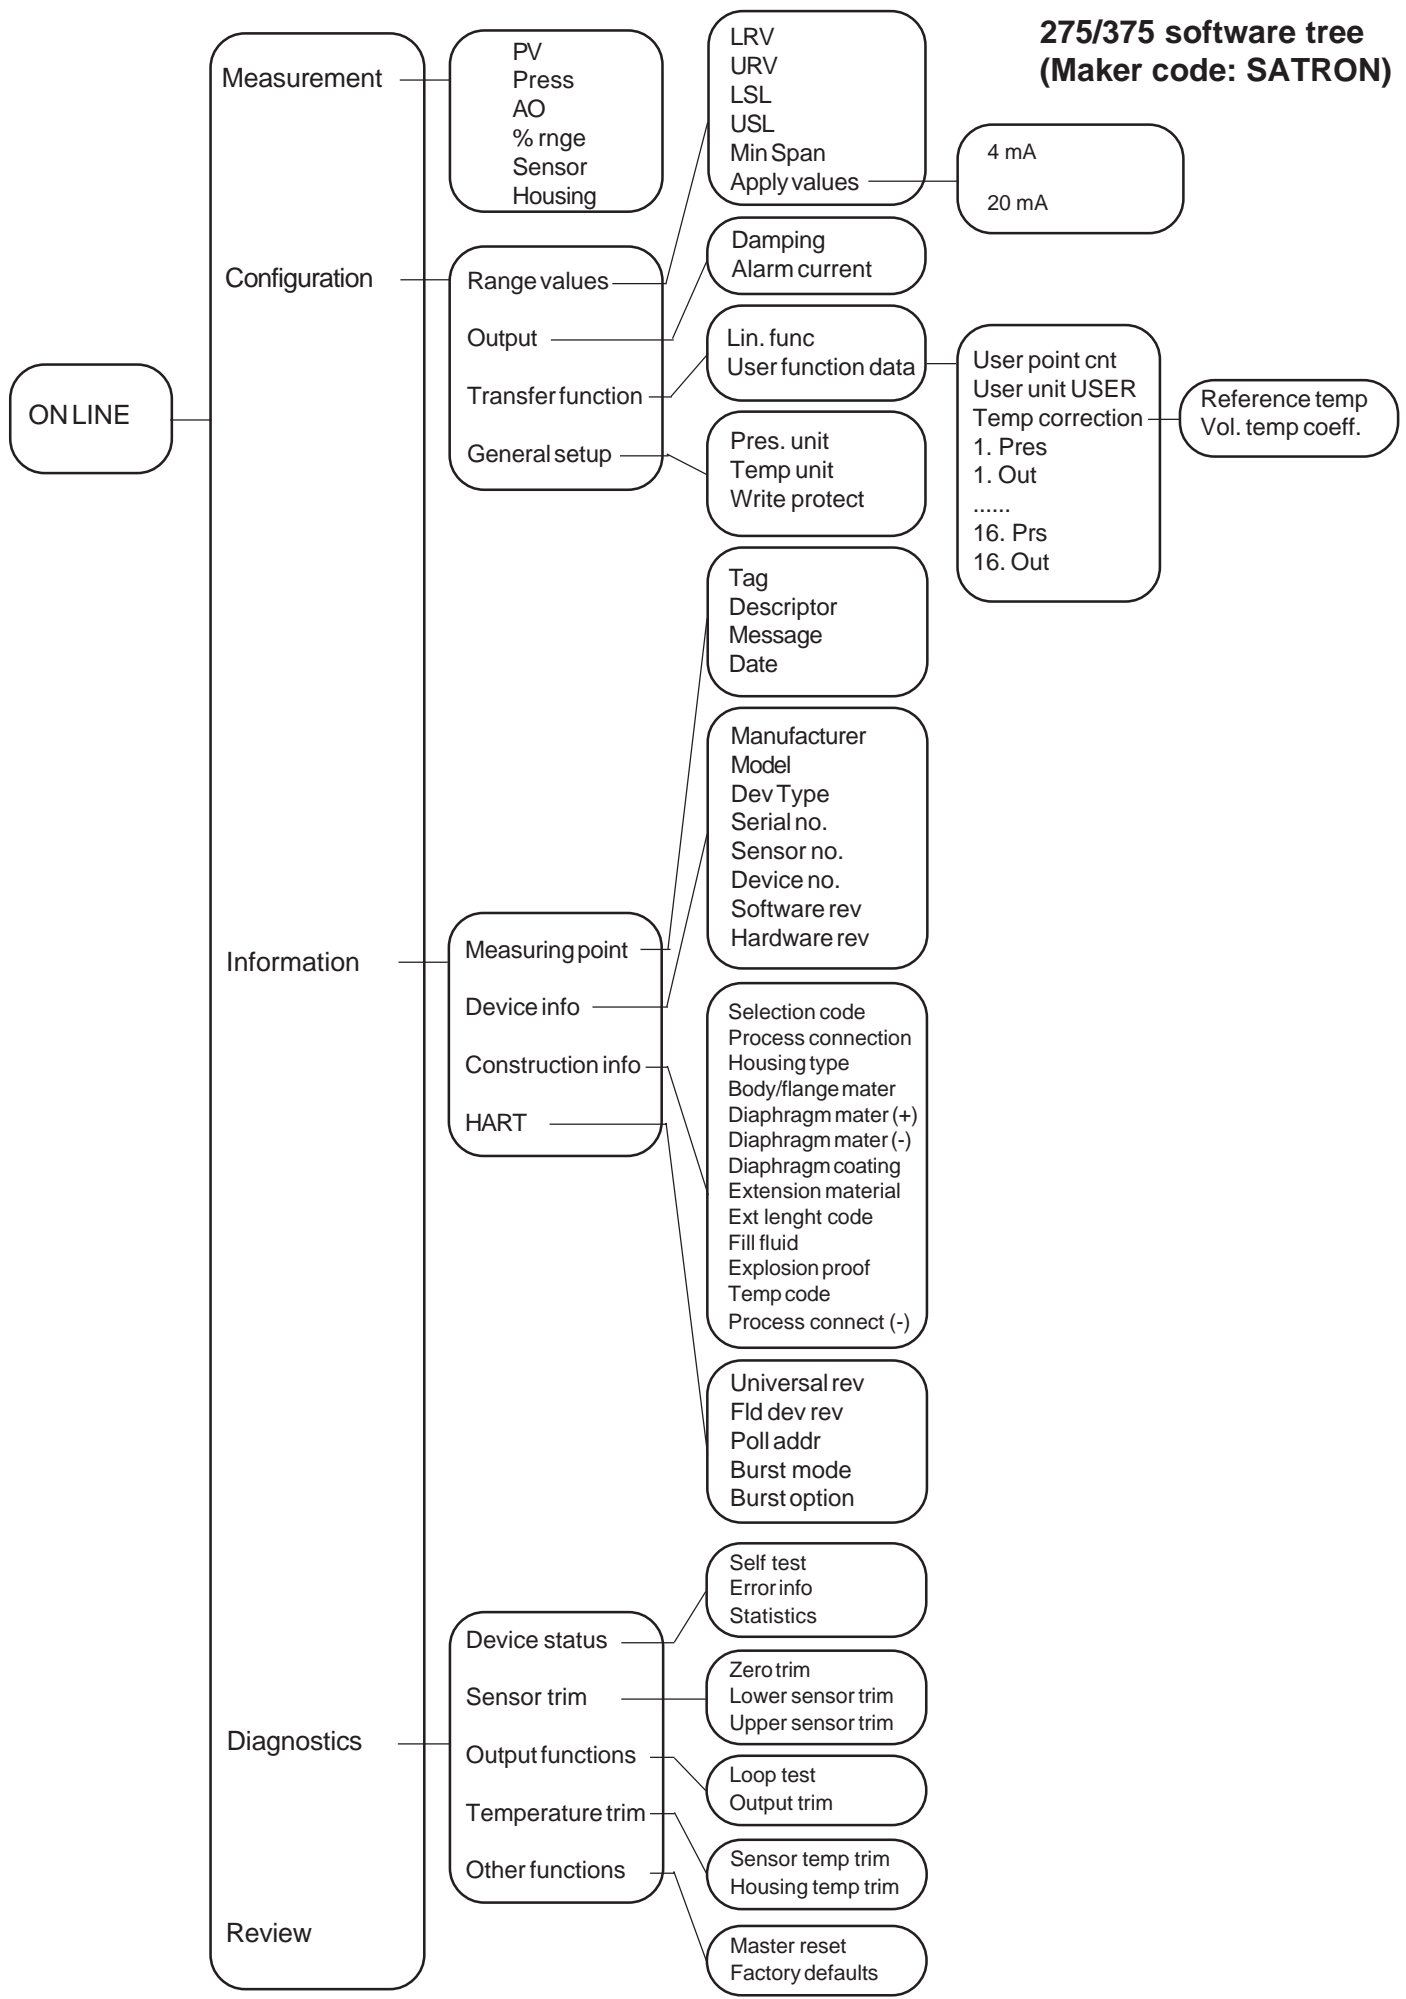 275/375 software tree
(Maker code: SATRON)
ON LINE
Measurement
Configuration
Information
Diagnostics
Review
PV
Press
AO
% rnge
Sensor
Housing
Range values
Output
Transfer function
General setup
LRV
URV
LSL
USL
Min Span
Apply values
4 mA
20 mA
Damping
Alarm current
Lin. func
User function data
User point cnt
User unit USER
Temp correction
1. Pres
1. Out
......
16. Prs
16. Out
Reference temp
Vol. temp coeff.
Pres. unit
Temp unit
Write protect
Measuring point
Device info
Construction info
HART
Tag
Descriptor
Message
Date
Manufacturer
Model
Dev Type
Serial no.
Sensor no.
Device no.
Software rev
Hardware rev
Selection code
Process connection
Housing type
Body/flange mater
Diaphragm mater (+)
Diaphragm mater (-)
Diaphragm coating
Extension material
Ext lenght code
Fill fluid
Explosion proof
Temp code
Process connect (-)
Universal rev
Fld dev rev
Poll addr
Burst mode
Burst option
Device status
Sensor trim
Output functions
Temperature trim
Other functions
Self test
Error info
Statistics
Zero trim
Lower sensor trim
Upper sensor trim
Loop test
Output trim
Sensor temp trim
Housing temp trim
Master reset
Factory defaults